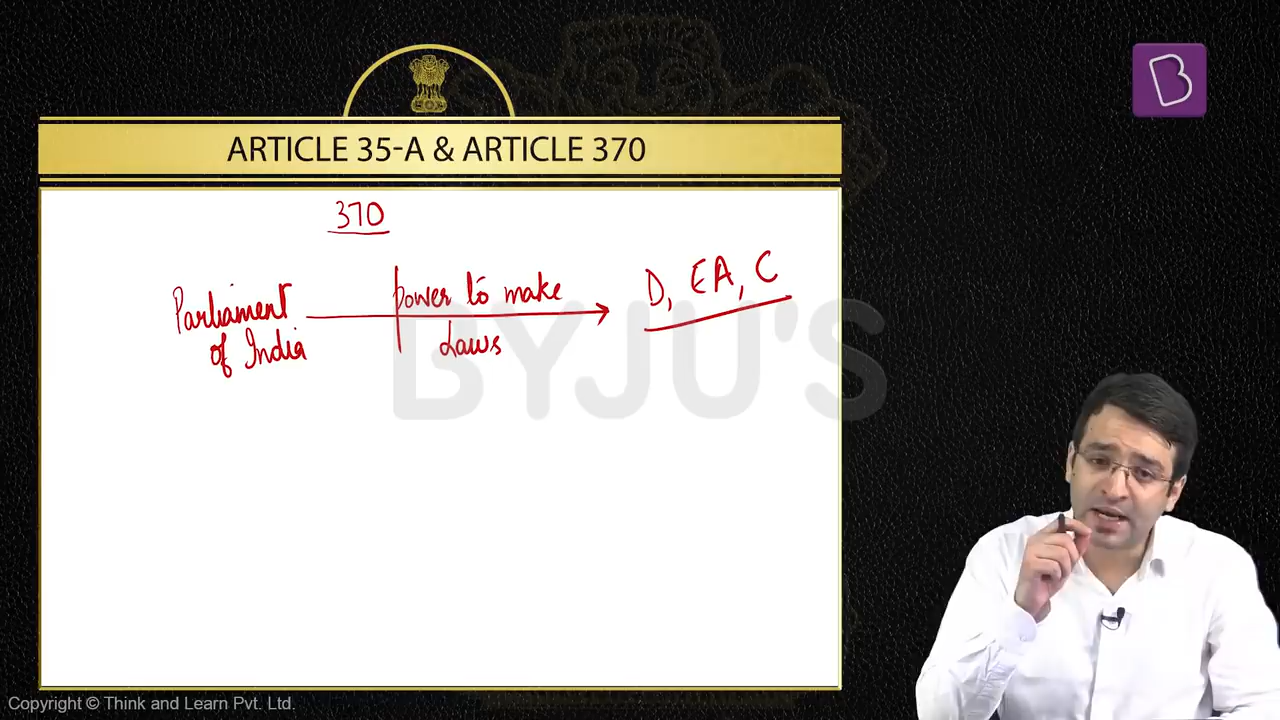 ARTICLE 35-A & ARTICLE 370
370
Parliament of India
power to make Laws
D, EA, C
BYJU'S
B
Copyright © Think and Learn Pvt. Ltd.